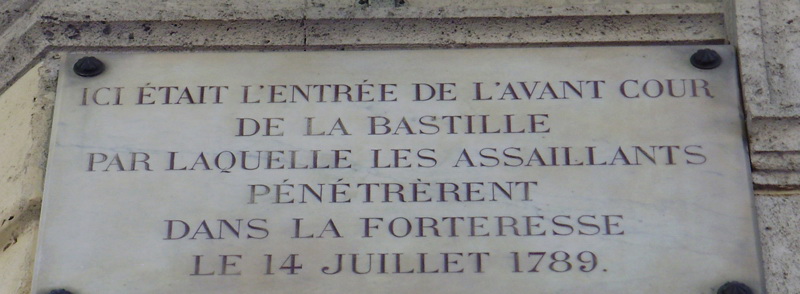 ICI ÉTAIT L'ENTRÉE DE L'AVANT COUR
DE LA BASTILLE
PAR LAQUELLE LES ASSAILLANTS
PÉNÉTRÈRENT
DANS LA FORTERESSE
LE 14 JUILLET 1789.